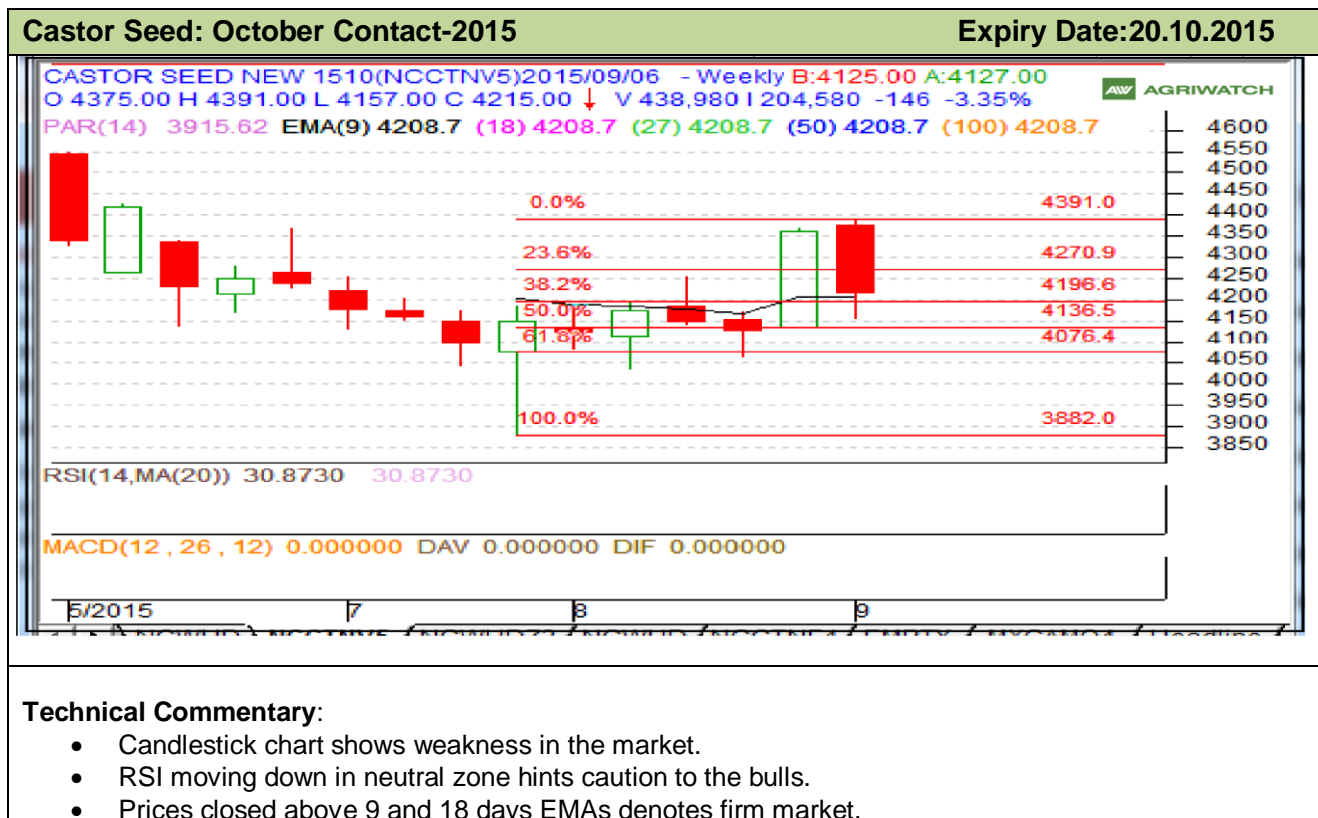 Castor Seed: October Contact-2015 Expiry Date:20.10.2015
CASTOR SEED NEW 1510(NCCTNV5)2015/09/06 - Weekly B:4125.00 A:4127.00
AW AGRIWATCH
O 4375.00 H 4391.00 L 4157.00 C 4215.00 ↓ V 438,980 I 204,580 -146 -3.35%
PAR(14) 3915.62 EMA(9) 4208.7 (18) 4208.7 (27) 4208.7 (50) 4208.7 (100) 4208.7
4600
4550
4500
4450
0.0% 4391.0
4400
4350
23.6% 4270.9
4300
4250
38.2% 4196.6
4200
50.0% 4136.5
4150
61.8% 4076.4
4100
4050
4000
3950
100.0% 3882.0
3900
3850
RSI(14,MA(20)) 30.8730 30.8730
MACD(12 , 26 , 12) 0.000000 DAV 0.000000 DIF 0.000000
5/2015 7 8 9
Technical Commentary:
• Candlestick chart shows weakness in the market.
• RSI moving down in neutral zone hints caution to the bulls.
• Prices closed above 9 and 18 days EMAs denotes firm market.